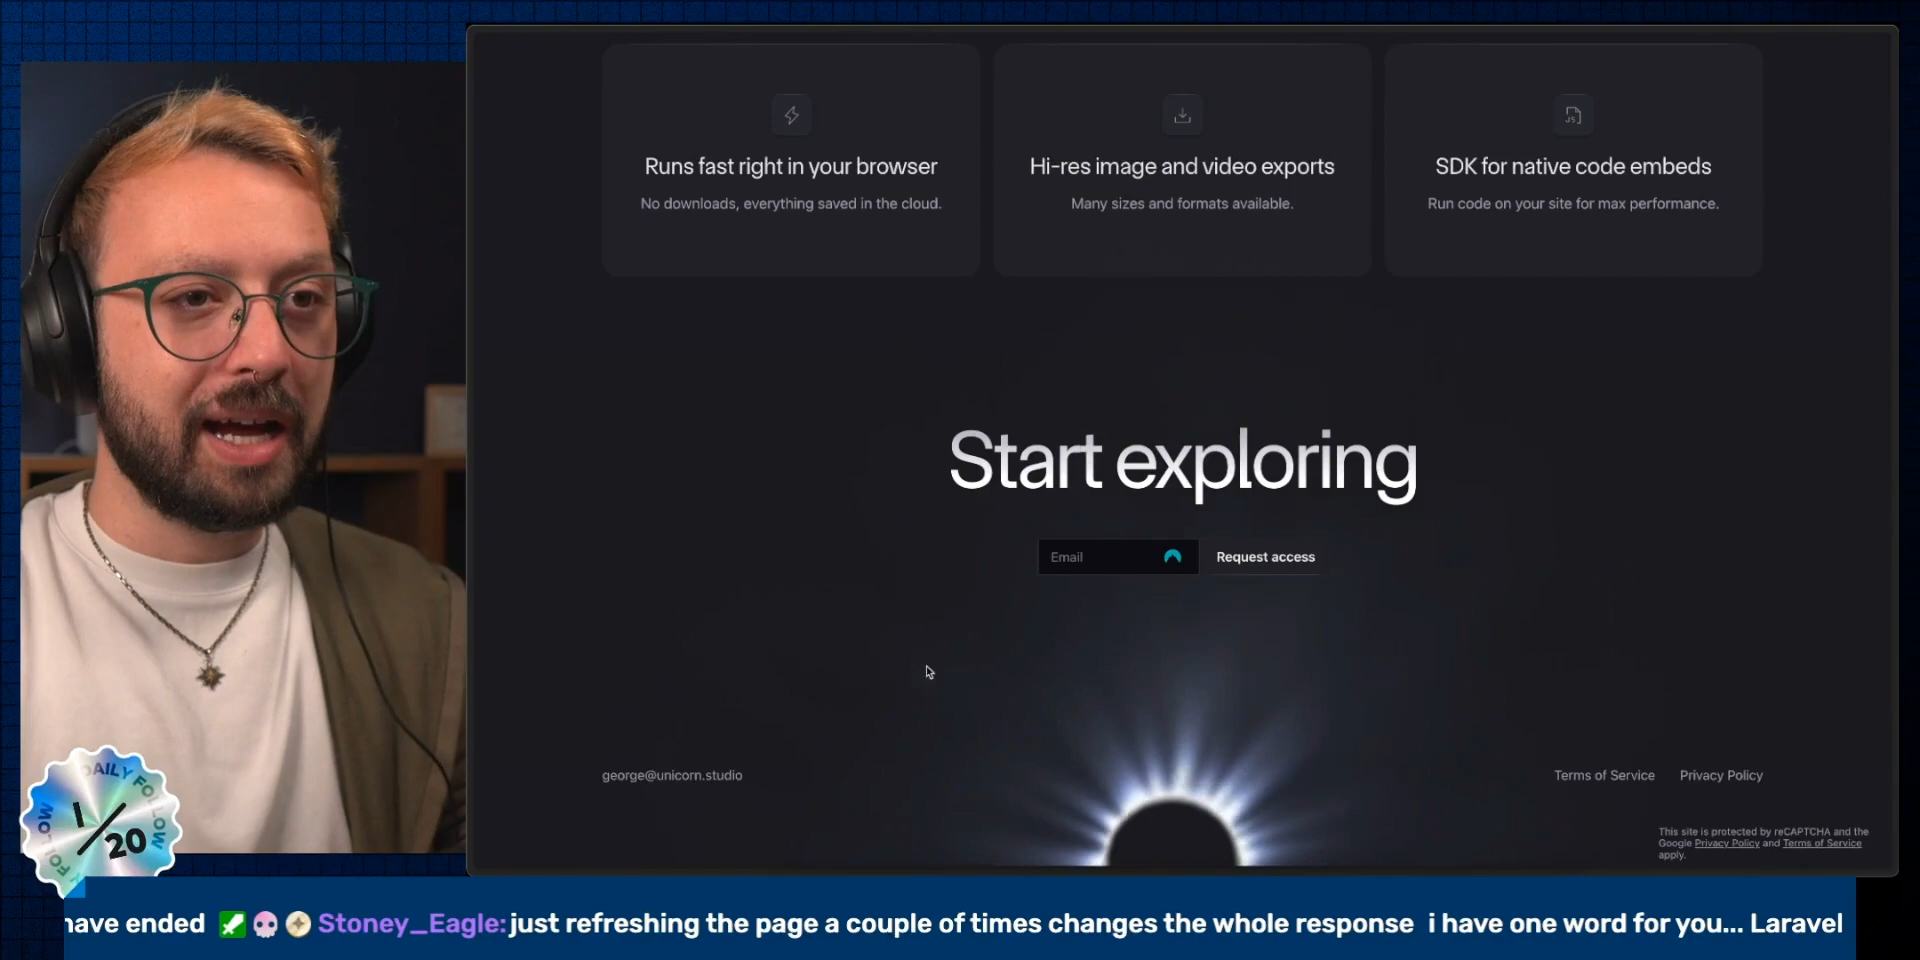 Runs fast right in your browser
No downloads, everything saved in the cloud.
Hi-res image and video exports
Many sizes and formats available.
JS
SDK for native code embeds
Run code on your site for max performance.
Start exploring
Email
Request access
george@unicorn.studio
Terms of Service
Privacy Policy
This site is protected by reCAPTCHA and the
Google Privacy Policy and Terms of Service
apply.
DAILY FOLLOW
FOLLOW
1/20
have ended Stoney_Eagle: just refreshing the page a couple of times changes the whole response i have one word for you... Laravel